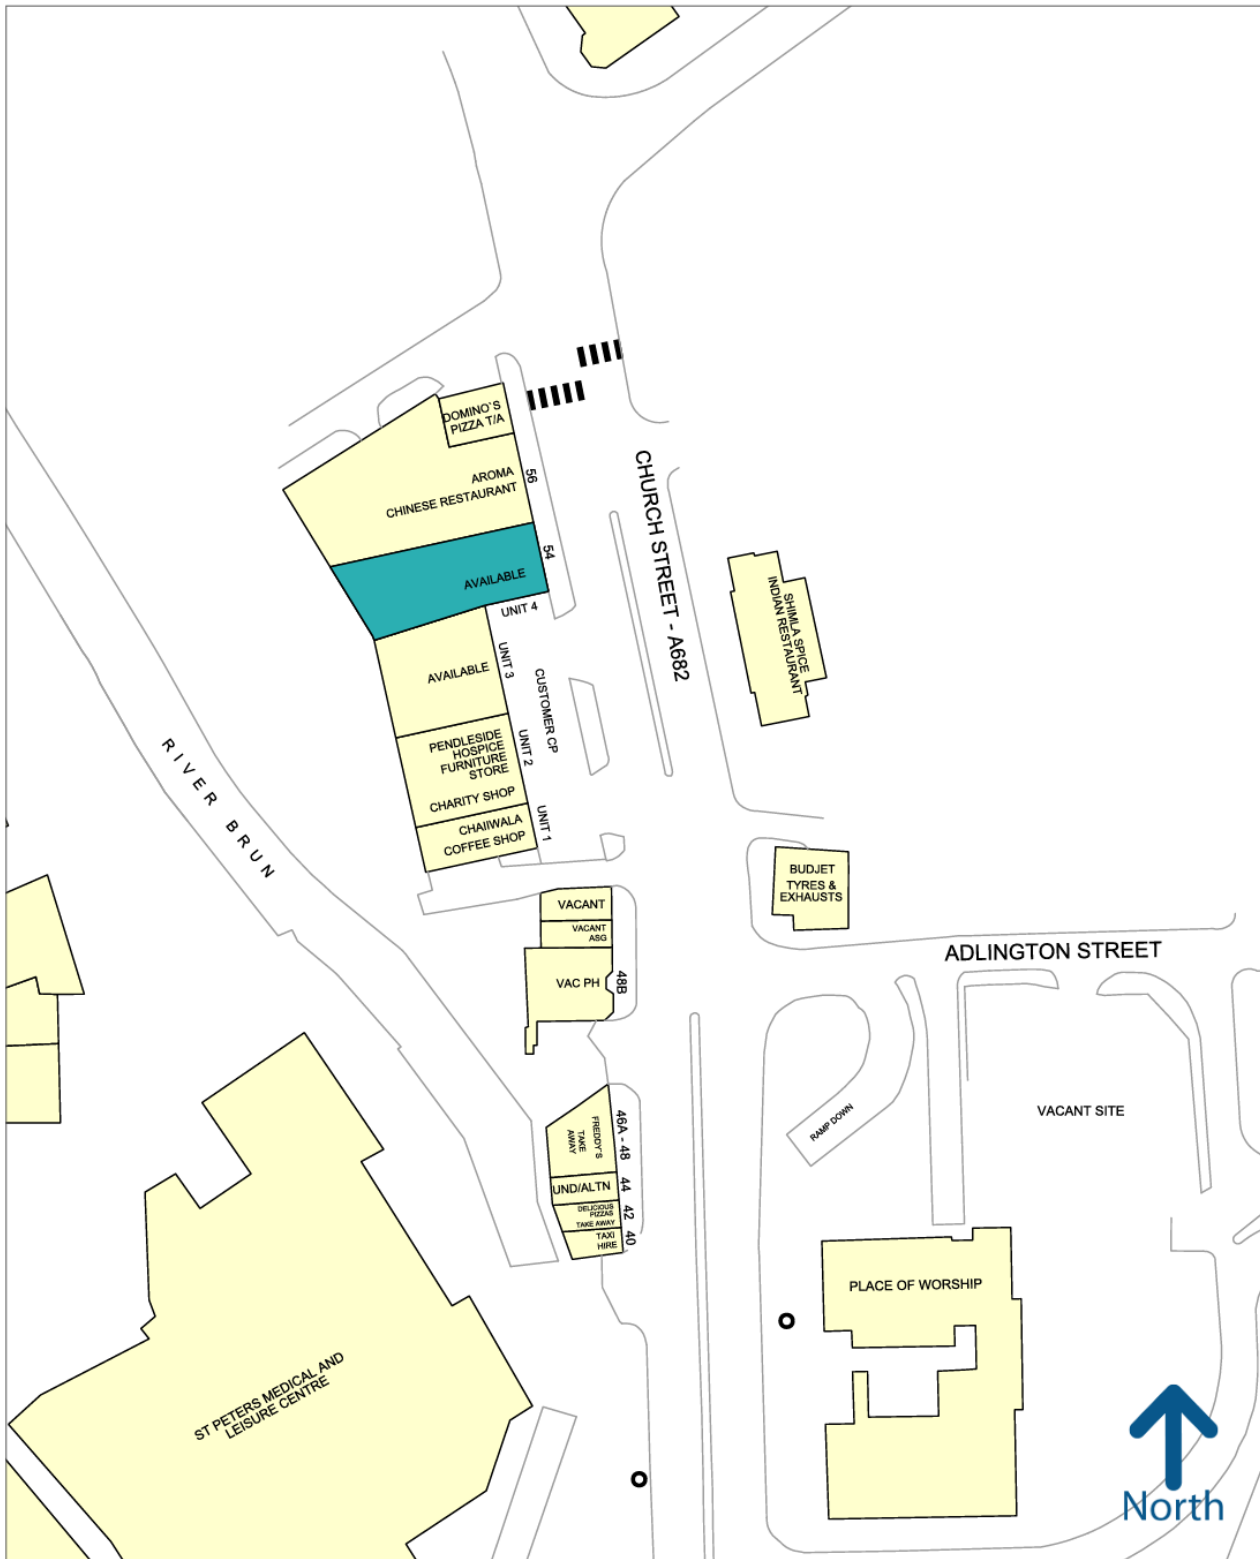 DOMINO`S
PIZZA T/A
AROMA
CHINESE RESTAURANT
56
54
AVAILABLE
UNIT 4
AVAILABLE
UNIT 3
CUSTOMER CP
PENDLESIDE
HOSPICE
FURNITURE
STORE
CHARITY SHOP
UNIT 2
CHAIIWALA
COFFEE SHOP
UNIT 1
CHURCH STREET - A682
SHIMLA SPICE
INDIAN RESTAURANT
RIVER BRUN
BUDJET
TYRES &
EXHAUSTS
ADLINGTON STREET
VACANT
VACANT
ASG
VAC PH
48B
FREDDY'S
TAKE
AWAY
46A - 48
UND/ALTN
44
DELICIOUS
PIZZAS
TAKE AWAY
42
TAXI
HIRE
40
RAMP DOWN
VACANT SITE
PLACE OF WORSHIP
ST PETERS MEDICAL AND
LEISURE CENTRE
North